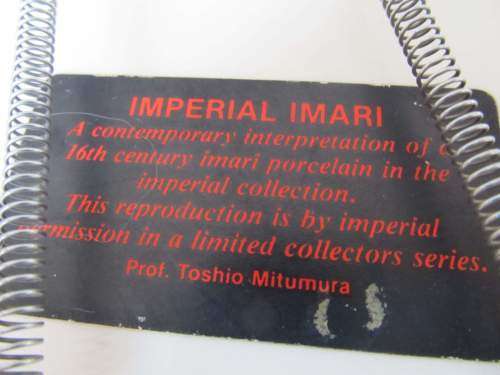 IMPERIAL IMARI
A contemporary interpretation of
16th century imari porcelain in the
imperial collection.
This reproduction is by imperial
permission in a limited collectors series.
Prof. Toshio Mitumura